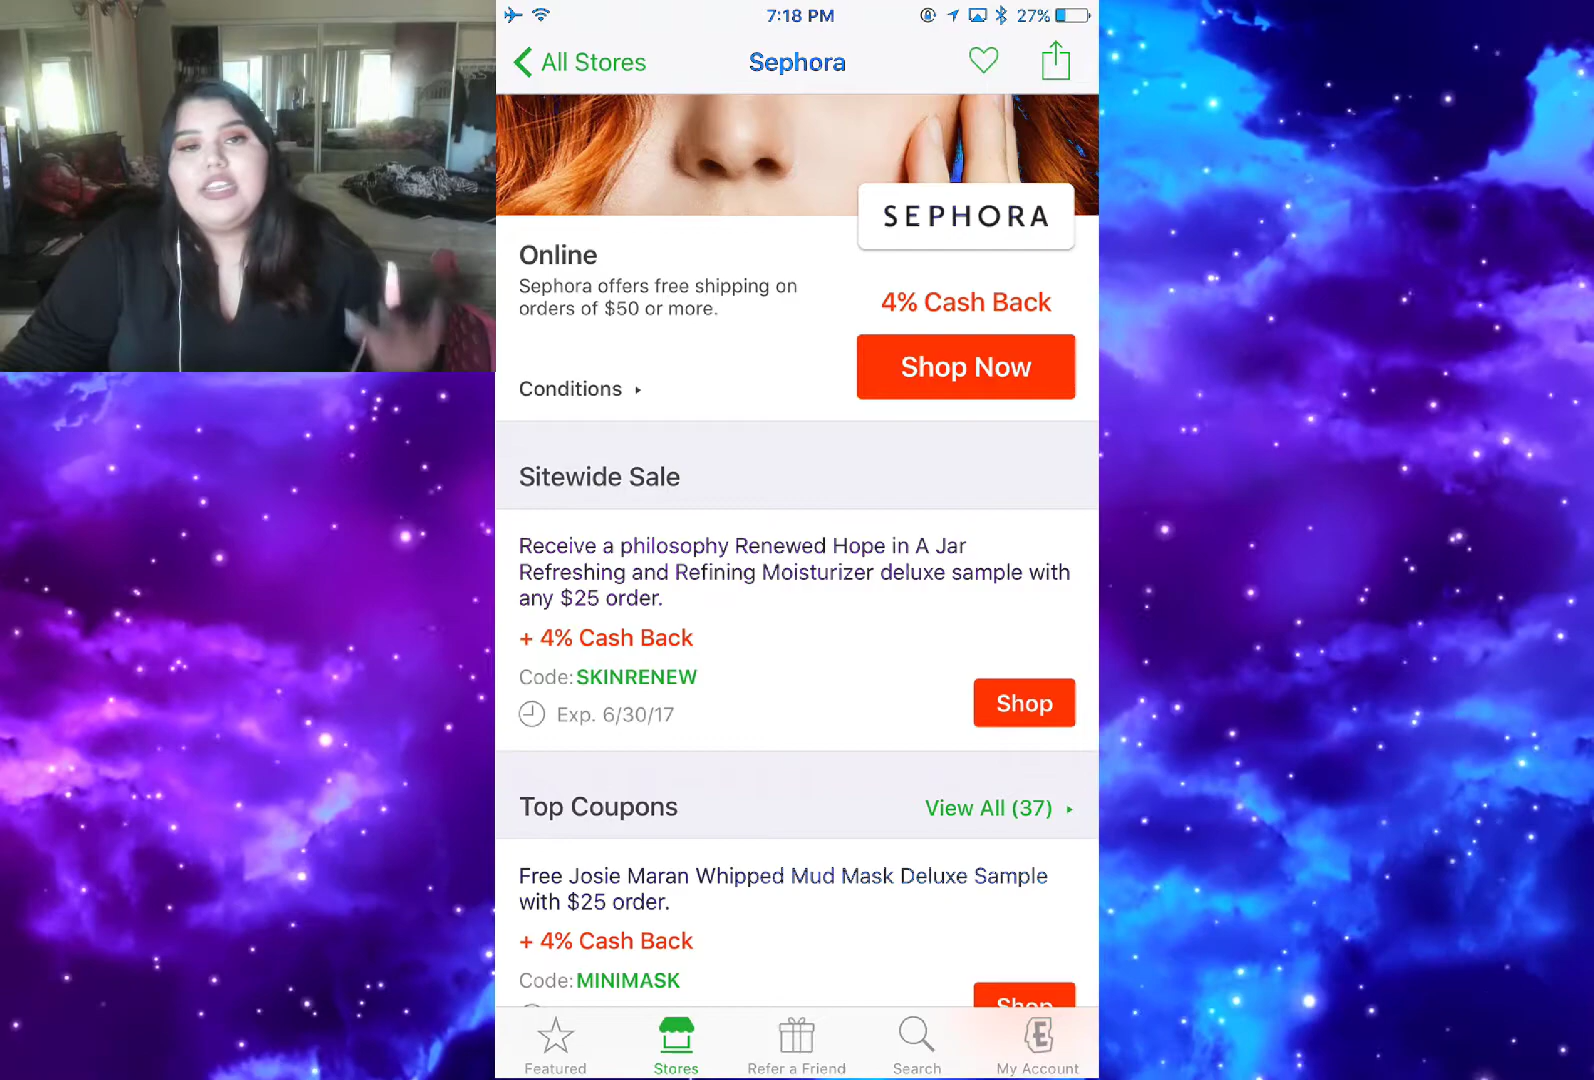 7:18 PM
27%
All Stores
Sephora
SEPHORA
Online
Sephora offers free shipping on
orders of $50 or more.
4% Cash Back
Shop Now
Conditions
Sitewide Sale
Receive a philosophy Renewed Hope in A Jar
Refreshing and Refining Moisturizer deluxe sample with
any $25 order.
+ 4% Cash Back
Code: SKINRENEW
Exp. 6/30/17
Shop
Top Coupons
View All (37)
Free Josie Maran Whipped Mud Mask Deluxe Sample
with $25 order.
+ 4% Cash Back
Code: MINIMASK
Shop
Featured
Stores
Refer a Friend
Search
E
My Account